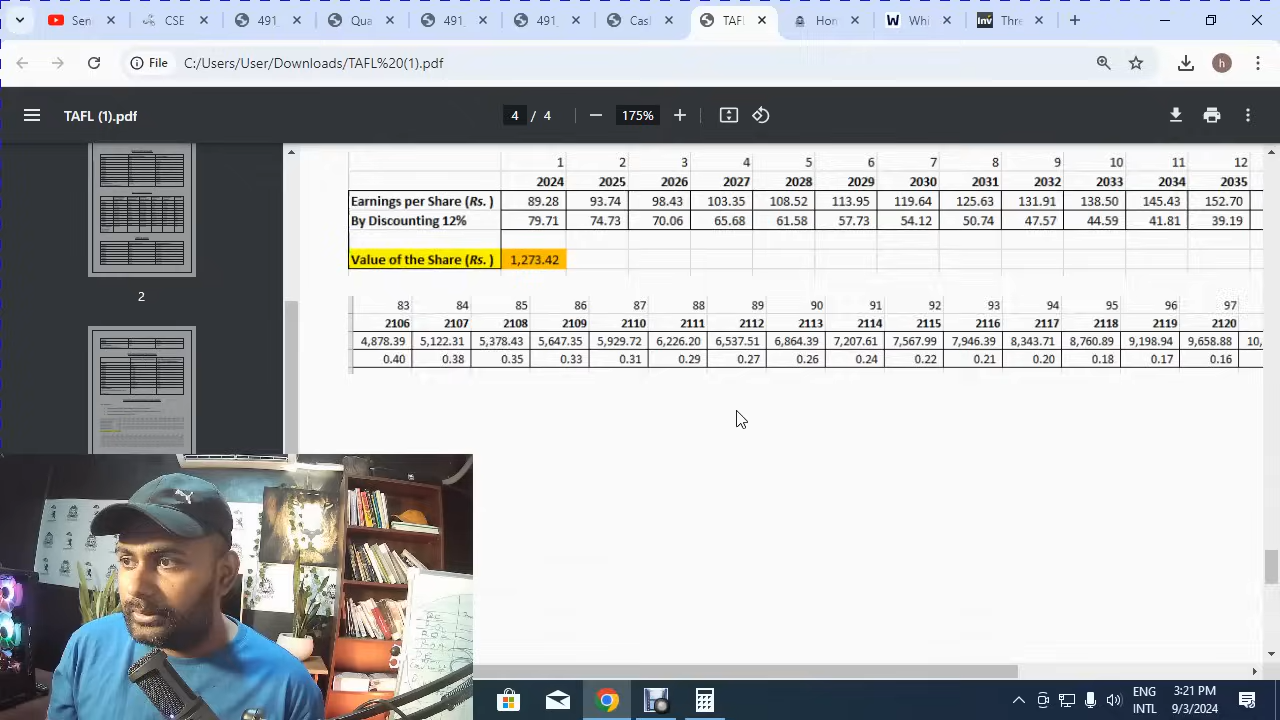 Sen CSE 491 Qua 491_ 491_ Casl TAFL Hon Whi Inv Thre
File C:/Users/User/Downloads/TAFL%20(1).pdf h
TAFL (1).pdf 4 / 4 175%
1 2 3 4 5 6 7 8 9 10 11 12
2024 2025 2026 2027 2028 2029 2030 2031 2032 2033 2034 2035
Earnings per Share (Rs. ) 89.28 93.74 98.43 103.35 108.52 113.95 119.64 125.63 131.91 138.50 145.43 152.70
By Discounting 12% 79.71 74.73 70.06 65.68 61.58 57.73 54.12 50.74 47.57 44.59 41.81 39.19
Value of the Share (Rs. ) 1,273.42
2
83 84 85 86 87 88 89 90 91 92 93 94 95 96 97
2106 2107 2108 2109 2110 2111 2112 2113 2114 2115 2116 2117 2118 2119 2120
4,878.39 5,122.31 5,378.43 5,647.35 5,929.72 6,226.20 6,537.51 6,864.39 7,207.61 7,567.99 7,946.39 8,343.71 8,760.89 9,198.94 9,658.88 10,
0.40 0.38 0.35 0.33 0.31 0.29 0.27 0.26 0.24 0.22 0.21 0.20 0.18 0.17 0.16
ENG 3:21 PM
INTL 9/3/2024